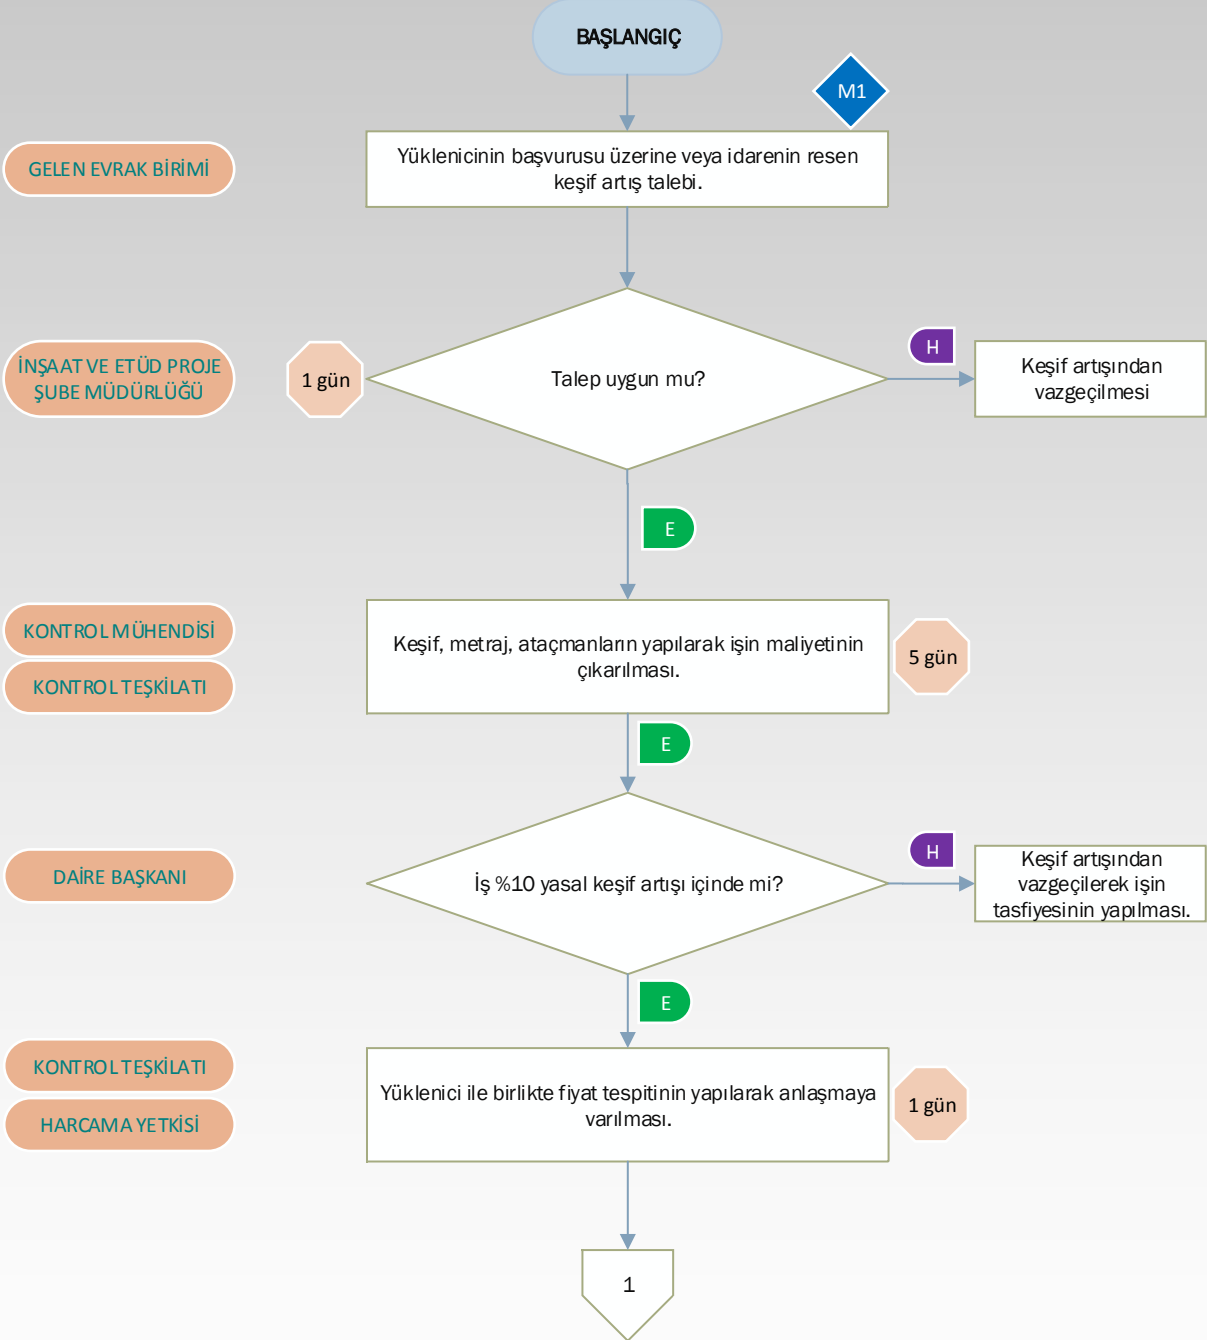 BAŞLANGIÇ
M1
GELEN EVRAK BİRİMİ
Yüklenicinin başvurusu üzerine veya idarenin resen
keşif artış talebi.
İNŞAAT VE ETÜD PROJE
ŞUBE MÜDÜRLÜĞÜ
1 gün
Talep uygun mu?
H
Keşif artışından
vazgeçilmesi
E
KONTROL MÜHENDİSİ
KONTROL TEŞKİLATI
Keşif, metraj, ataçmanların yapılarak işin maliyetinin
çıkarılması.
5 gün
E
DAİRE BAŞKANI
İş %10 yasal keşif artışı içinde mi?
H
Keşif artışından
vazgeçilerek işin
tasfiyesinin yapılması.
E
KONTROL TEŞKİLATI
HARCAMA YETKİSİ
Yüklenici ile birlikte fiyat tespitinin yapılarak anlaşmaya
varılması.
1 gün
1